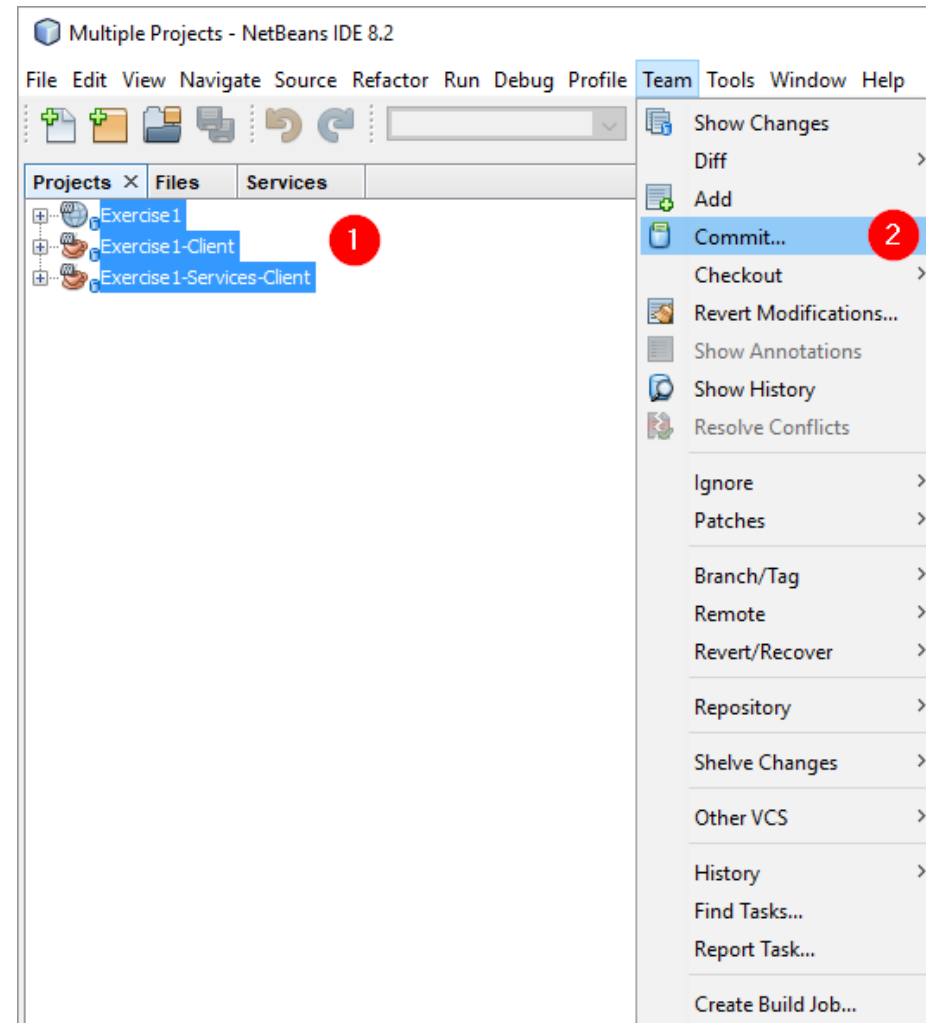 Multiple Projects - NetBeans IDE 8.2
File Edit View Navigate Source Refactor Run Debug Profile Team Tools Window Help
Projects Files Services
Exercise1
Exercise1-Client
Exercise1-Services-Client
1
Show Changes
Diff
Add
Commit...
2
Checkout
Revert Modifications...
Show Annotations
Show History
Resolve Conflicts
Ignore
Patches
Branch/Tag
Remote
Revert/Recover
Repository
Shelve Changes
Other VCS
History
Find Tasks...
Report Task...
Create Build Job...